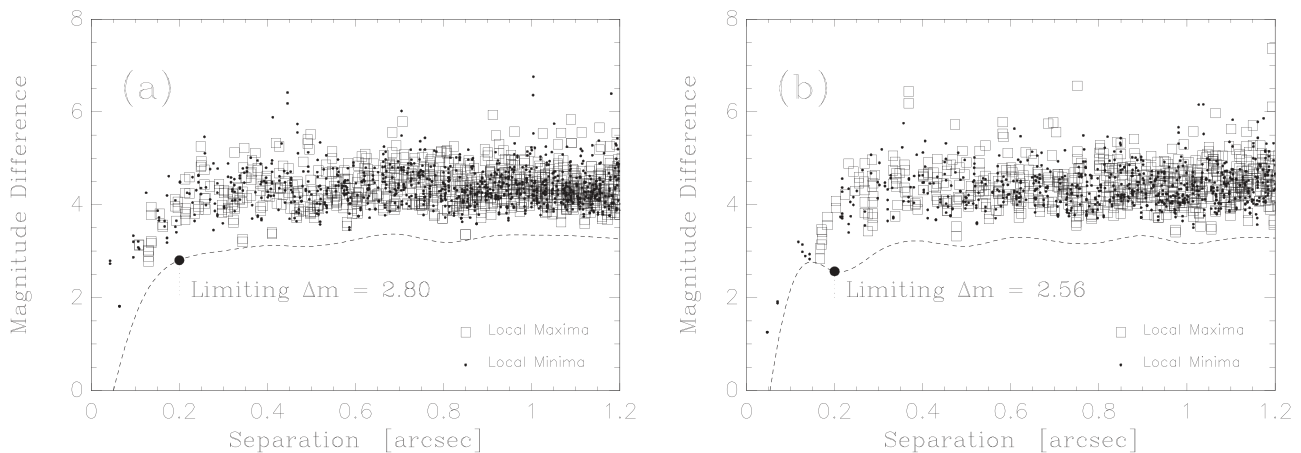 8
6
4
2
0
0
0.2
0.4
0.6
0.8
1
1.2
Magnitude Difference
Separation [arcsec]
(a)
Limiting Δm = 2.80
Local Maxima
Local Minima
8
6
4
2
0
0
0.2
0.4
0.6
0.8
1
1.2
Magnitude Difference
Separation [arcsec]
(b)
Limiting Δm = 2.56
Local Maxima
Local Minima